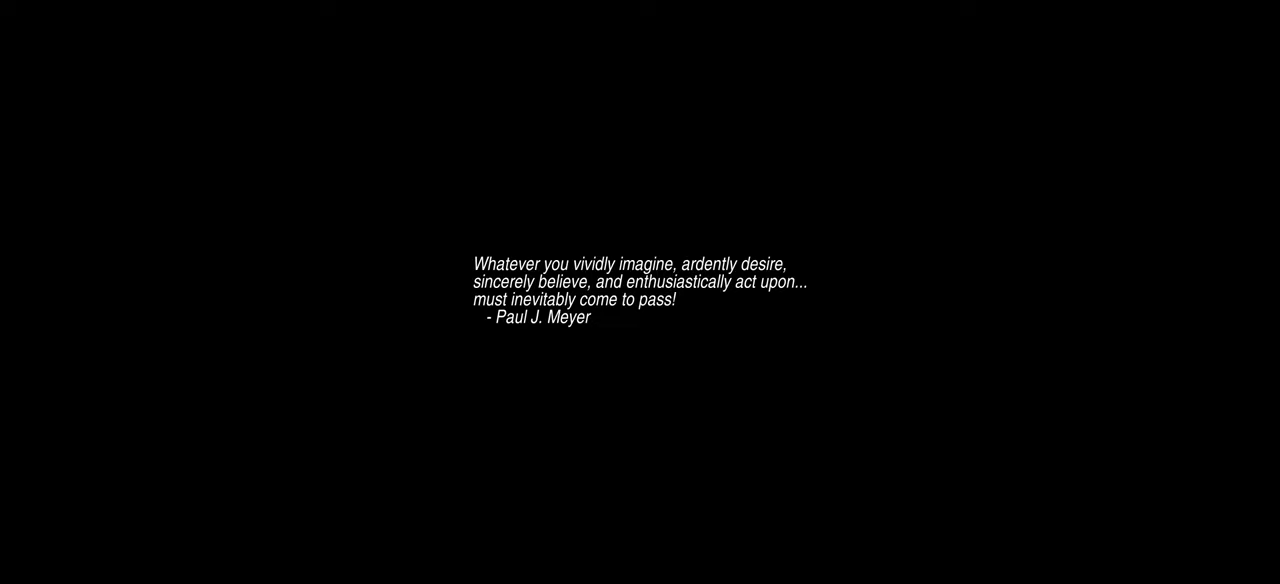 Whatever you vividly imagine, ardently desire,
sincerely believe, and enthusiastically act upon...
must inevitably come to pass!
- Paul J. Meyer